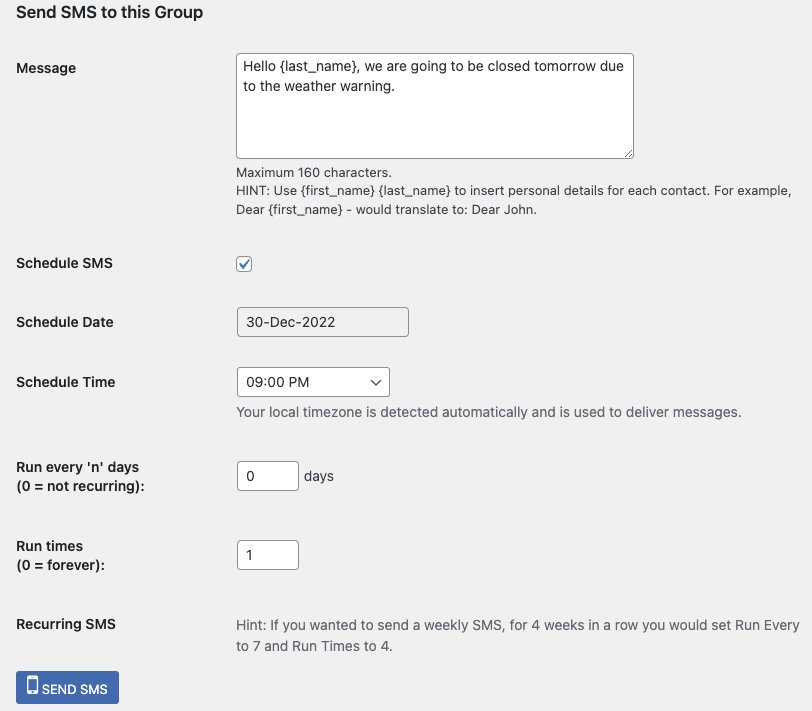 Send SMS to this Group
Message
Hello {last_name}, we are going to be closed tomorrow due
to the weather warning.
Maximum 160 characters.
HINT: Use {first_name} {last_name} to insert personal details for each contact. For example,
Dear {first_name} - would translate to: Dear John.
Schedule SMS
Schedule Date
30-Dec-2022
Schedule Time
09:00 PM
Your local timezone is detected automatically and is used to deliver messages.
Run every 'n' days
(0 = not recurring):
0 days
Run times
(0 = forever):
1
Recurring SMS
Hint: If you wanted to send a weekly SMS, for 4 weeks in a row you would set Run Every
to 7 and Run Times to 4.
SEND SMS